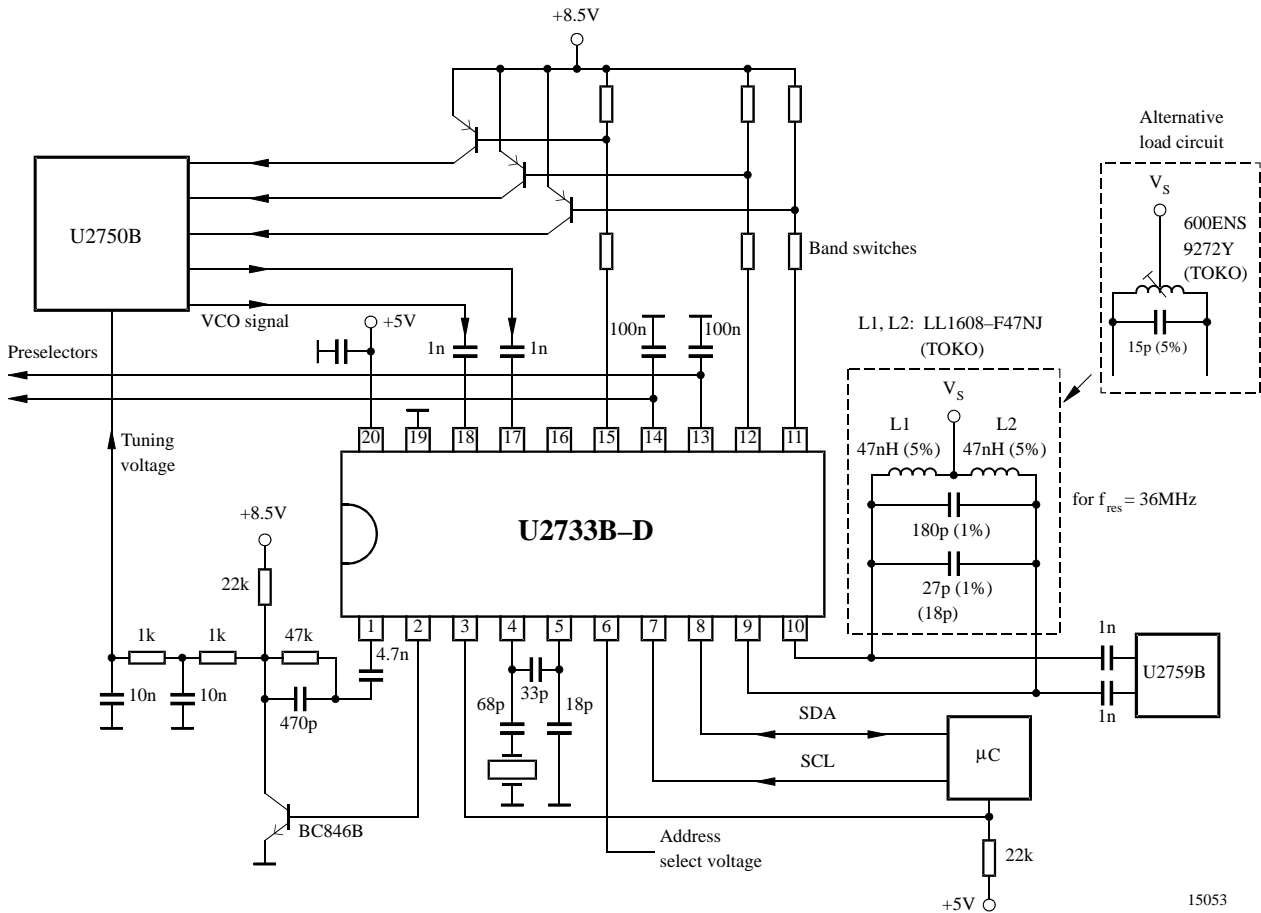 +8.5V
Alternative
load circuit
VS
600ENS
9272Y
(TOKO)
15p (5%)
U2750B
Band switches
VCO signal
+5V
1n
1n
100n
100n
L1, L2: LL1608–F47NJ
(TOKO)
Preselectors
VS
L1
L2
47nH (5%)
47nH (5%)
Tuning
voltage
20
19
18
17
16
15
14
13
12
11
180p (1%)
for fres = 36MHz
U2733B–D
+8.5V
27p (1%)
(18p)
22k
1
2
3
4
5
6
7
8
9
10
1k
1k
47k
4.7n
1n
U2759B
10n
10n
470p
33p
68p
18p
1n
SDA
SCL
µC
BC846B
Address
select voltage
22k
+5V
15053